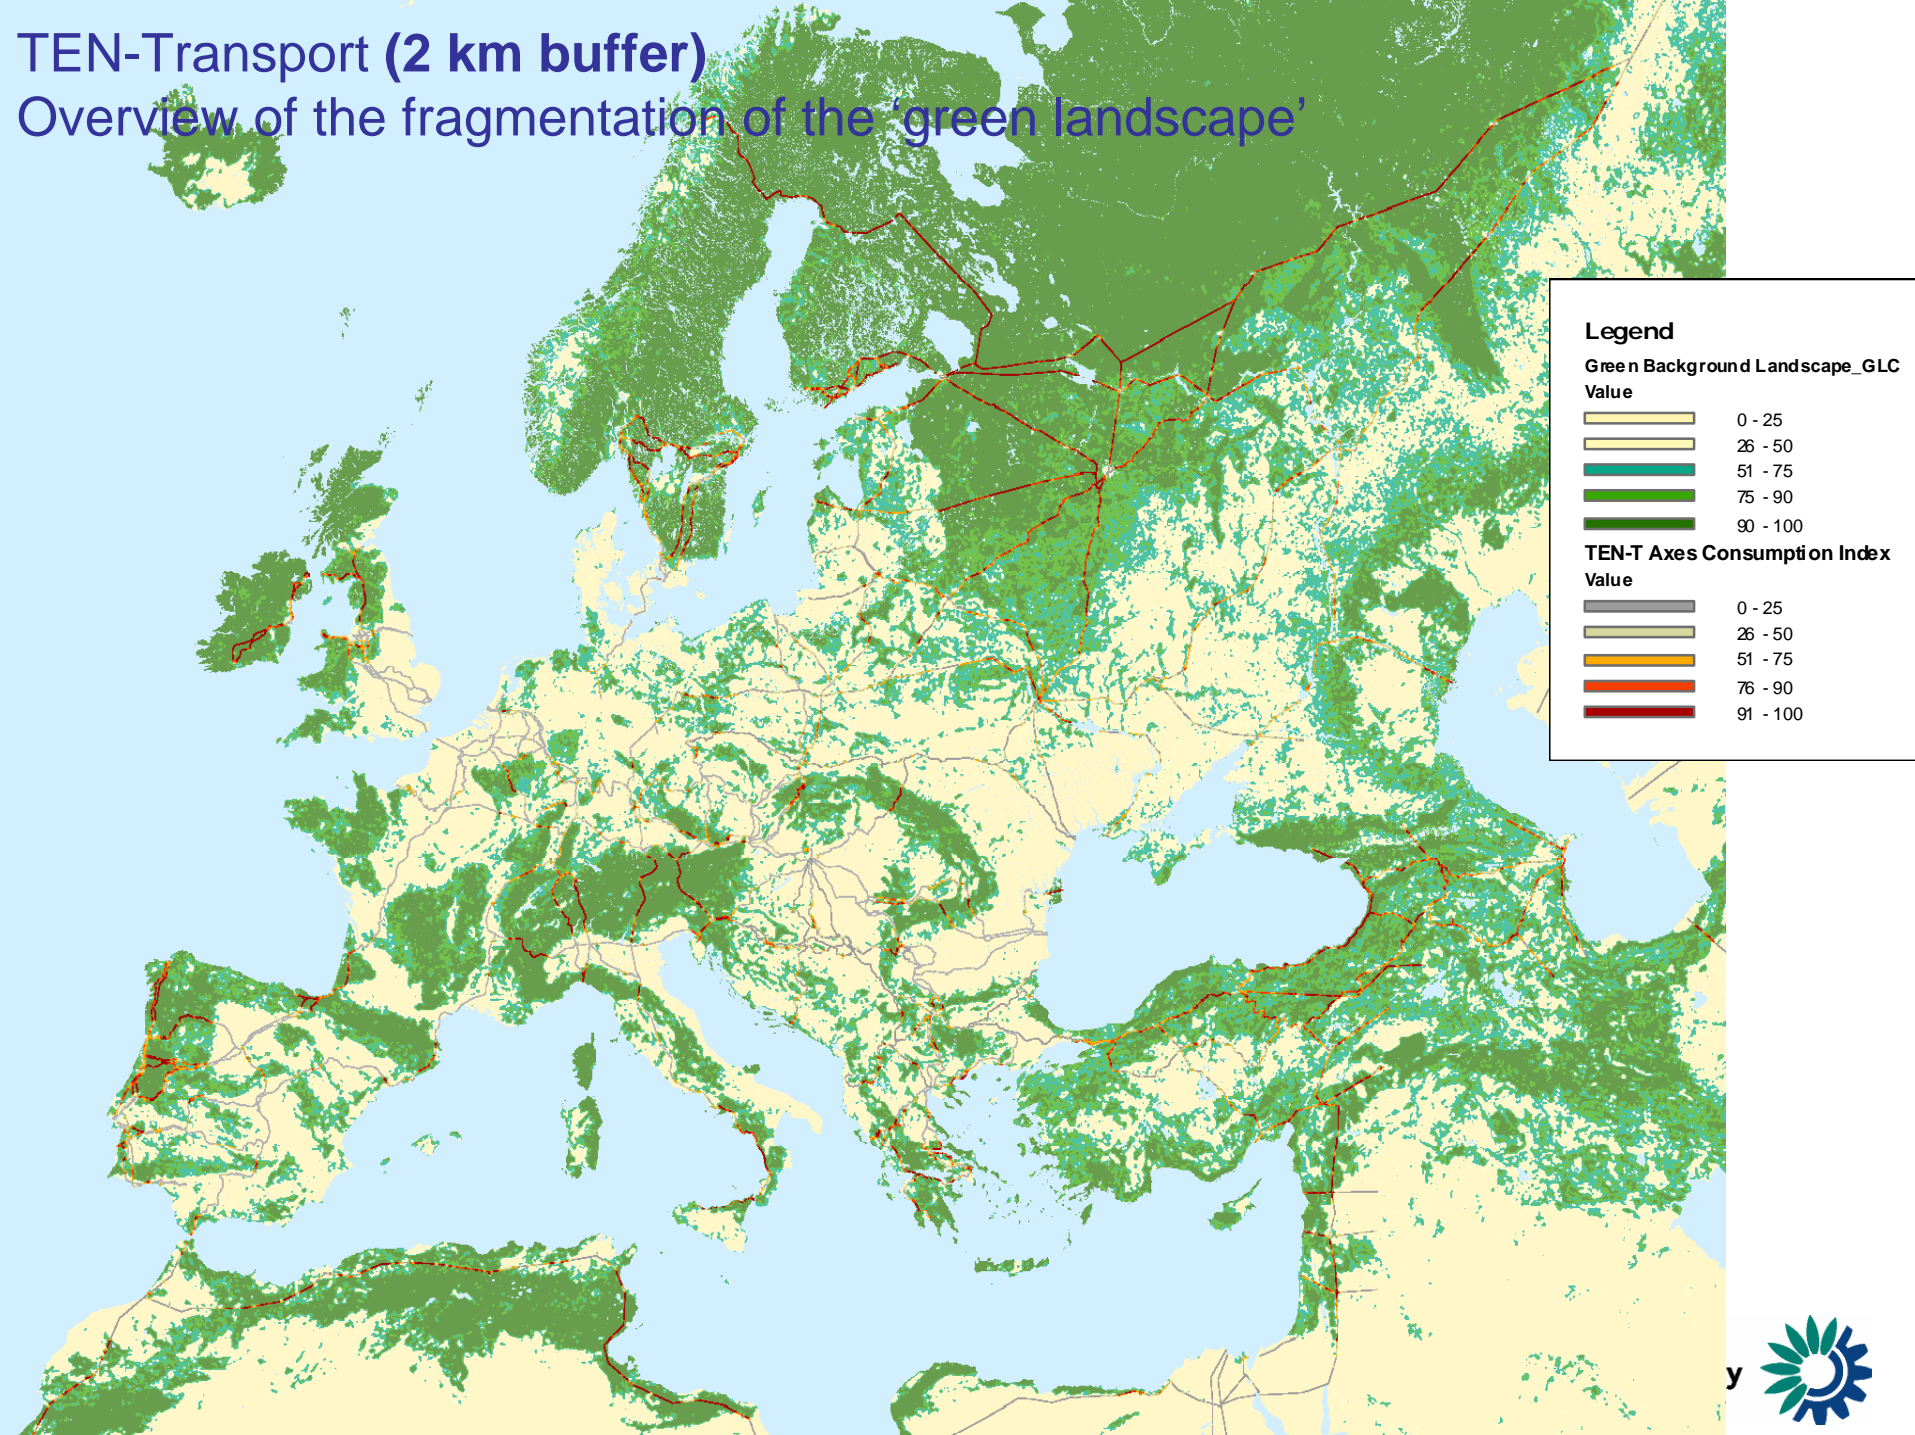 TEN-Transport (2 km buffer)
Overview of the fragmentation of the ‘green landscape’
Legend
Green Background Landscape_GLC
Value
0 - 25
26 - 50
51 - 75
75 - 90
90 - 100
TEN-T Axes Consumption Index
Value
0 - 25
26 - 50
51 - 75
76 - 90
91 - 100
y